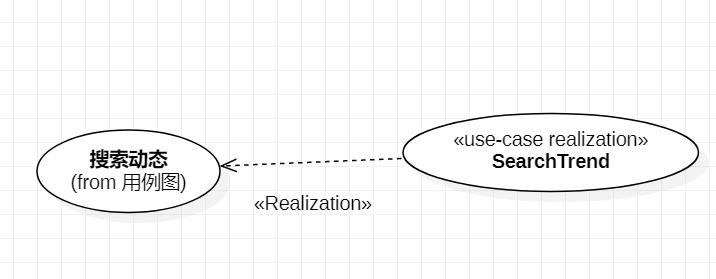 搜索动态
(from 用例图)
«use-case realization»
SearchTrend
«Realization»